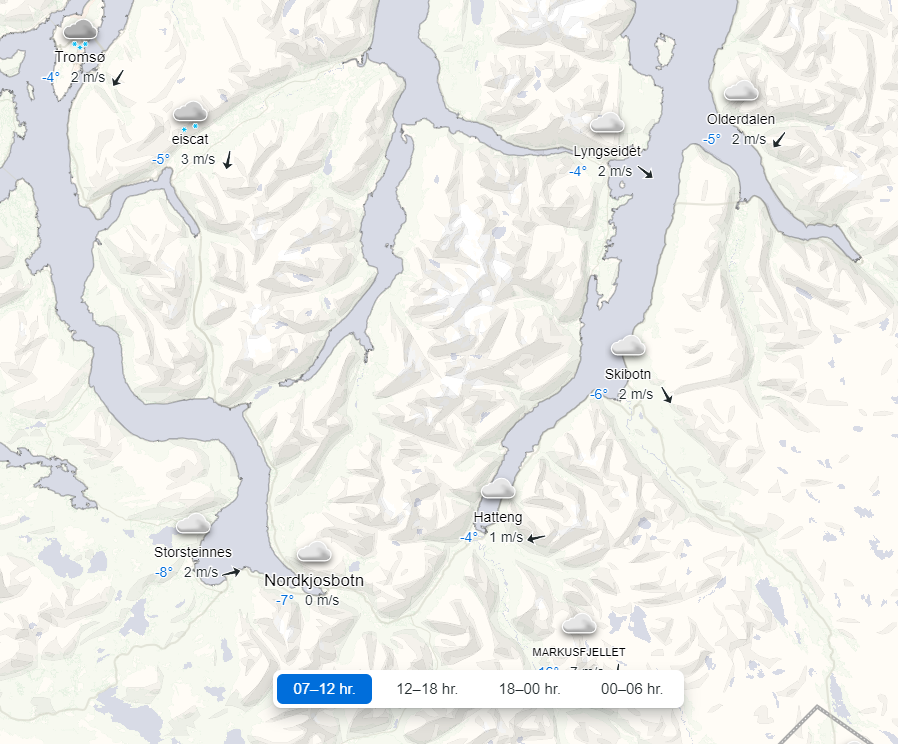 Tromsø
-4° 2 m/s
eiscat
-5° 3 m/s
Olderdalen
-5° 2 m/s
Lyngseidet
-4° 2 m/s
Skibotn
-6° 2 m/s
Hatteng
-4° 1 m/s
Storsteinnes
-8° 2 m/s
Nordkjosbotn
-7° 0 m/s
MARKUSFJELLET
07–12 hr. 12–18 hr. 18–00 hr. 00–06 hr.